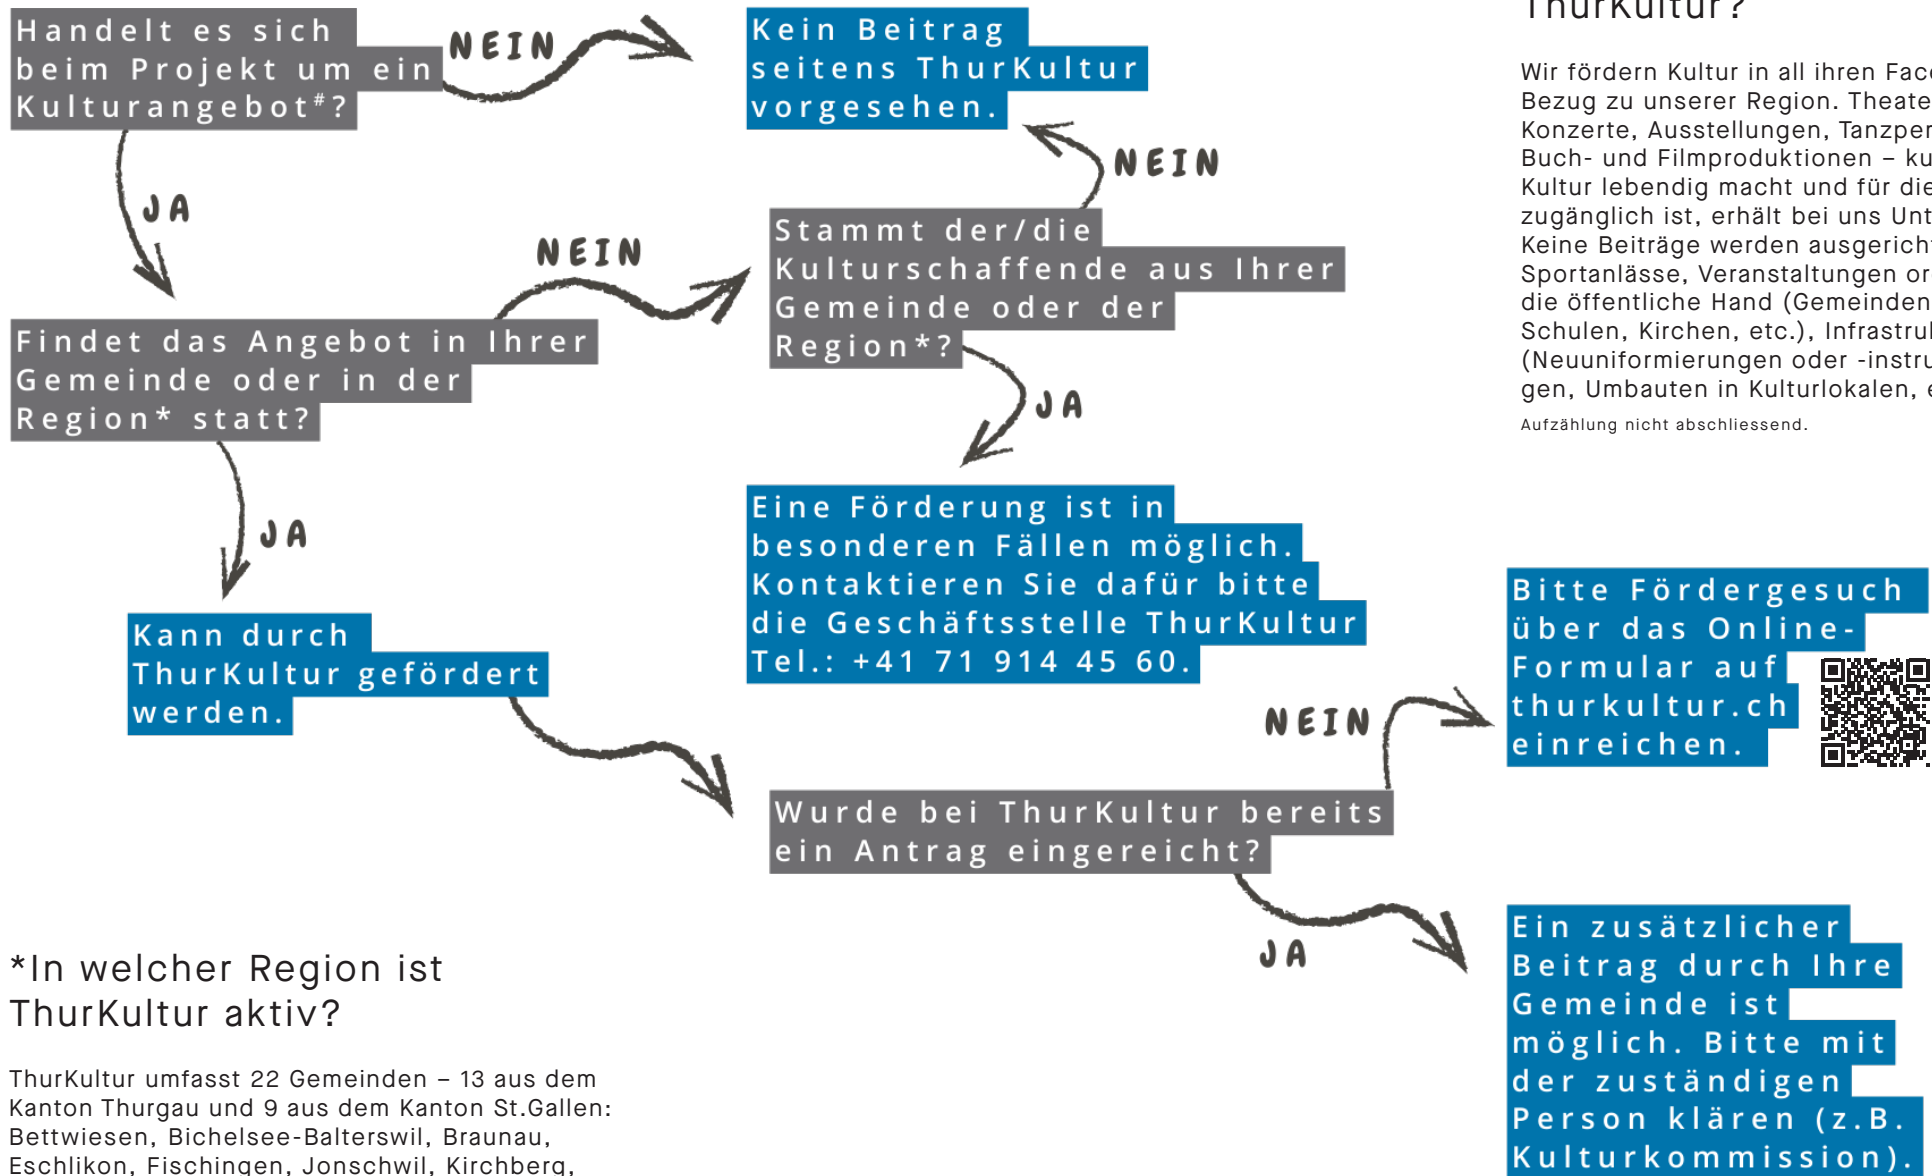 Handelt es sich
beim Projekt um ein
Kulturangebot#?
NEIN
Kein Beitrag
seitens ThurKultur
vorgesehen.
JA
NEIN
Stammt der/die
Kulturschaffende aus Ihrer
Gemeinde oder der
Region*?
NEIN
Findet das Angebot in Ihrer
Gemeinde oder in der
Region* statt?
JA
JA
Eine Förderung ist in
besonderen Fällen möglich.
Kontaktieren Sie dafür bitte
die Geschäftsstelle ThurKultur
Tel.: +41 71 914 45 60.
Kann durch
ThurKultur gefördert
werden.
Wurde bei ThurKultur bereits
ein Antrag eingereicht?
NEIN
Bitte Fördergesuch
über das Online-
Formular auf
thurkultur.ch
einreichen.
JA
Ein zusätzlicher
Beitrag durch Ihre
Gemeinde ist
möglich. Bitte mit
der zuständigen
Person klären (z.B.
Kulturkommission).
ThurKultur?
Wir fördern Kultur in all ihren
Bezug zu unserer Region.
Konzerte, Ausstellungen,
Buch- und Filmproduktionen –
Kultur lebendig macht und für die
zugänglich ist, erhält bei uns
Keine Beiträge werden
Sportanlässe, Veranstaltungen
die öffentliche Hand (Gemeinden
Schulen, Kirchen, etc.),
(Neuuniformierungen oder
gen, Umbauten in Kulturlokalen,
Aufzählung nicht abschliessend.
*In welcher Region ist
ThurKultur aktiv?
ThurKultur umfasst 22 Gemeinden – 13 aus dem
Kanton Thurgau und 9 aus dem Kanton St.Gallen:
Bettwiesen, Bichelsee-Balterswil, Braunau,
Eschlikon, Fischingen, Jonschwil, Kirchberg,